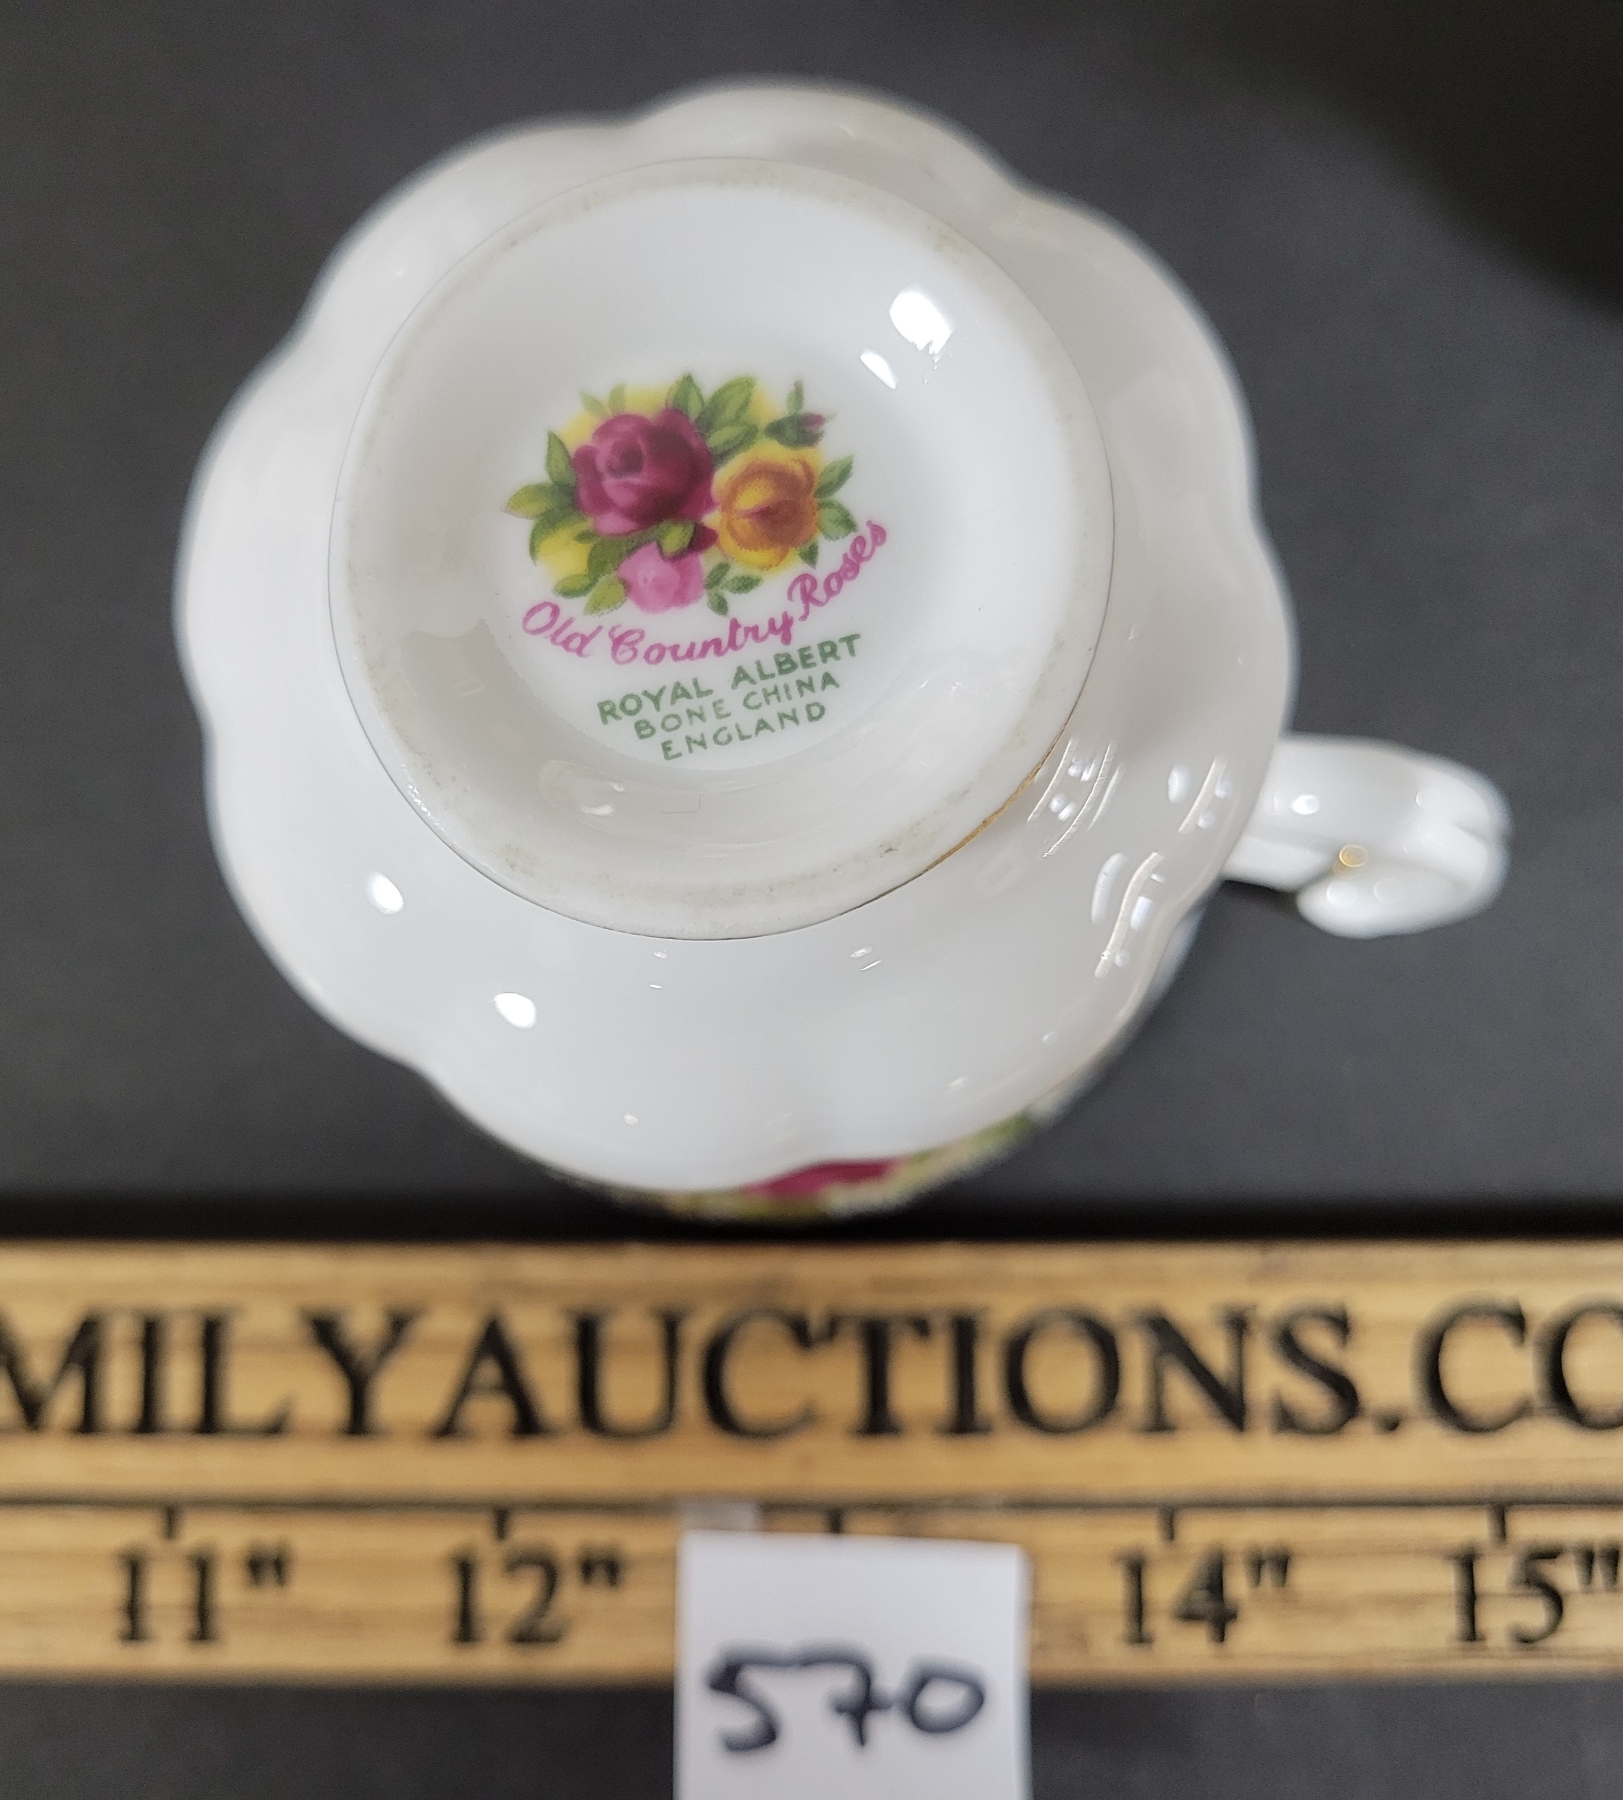 Old Country Roses
ROYAL ALBERT
BONE CHINA
ENGLAND
MILYAUCTIONS.CO
11" 12" 14" 15"
570